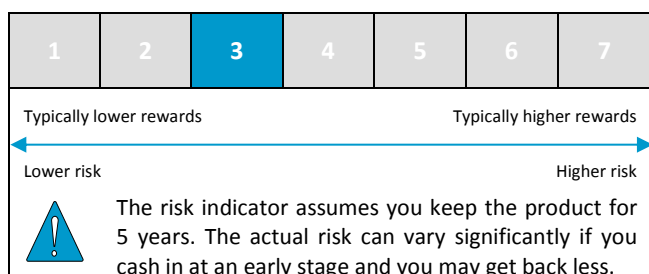 1 2 3 4 5 6 7
Typically lower rewards Typically higher rewards
Lower risk Higher risk
The risk indicator assumes you keep the product for
5 years. The actual risk can vary significantly if you
cash in at an early stage and you may get back less.